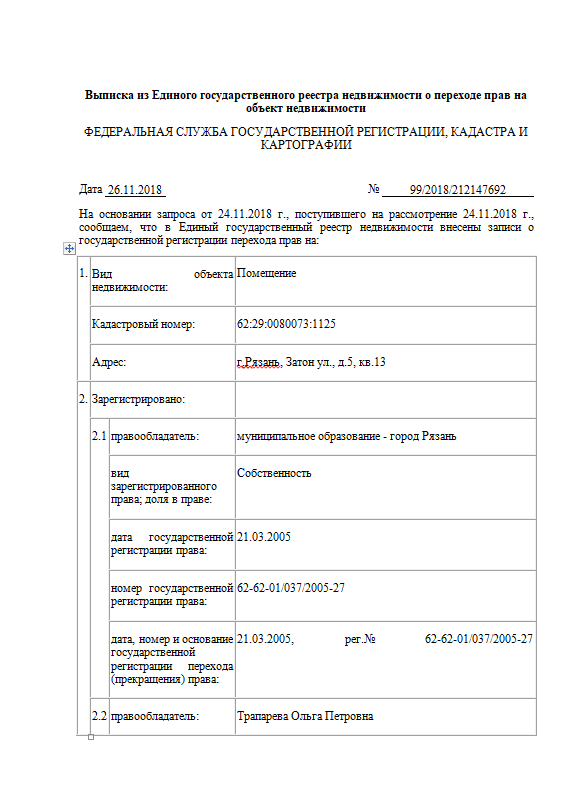 Выписка из Единого государственного реестра недвижимости о переходе прав на
объект недвижимости
ФЕДЕРАЛЬНАЯ СЛУЖБА ГОСУДАРСТВЕННОЙ РЕГИСТРАЦИИ, КАДАСТРА И
КАРТОГРАФИИ
Дата 26.11.2018 № 99/2018/212147692
На основании запроса от 24.11.2018 г., поступившего на рассмотрение 24.11.2018 г.,
сообщаем, что в Единый государственный реестр недвижимости внесены записи о
государственной регистрации перехода прав на:
1. Вид объекта Помещение
недвижимости:
Кадастровый номер: 62:29:0080073:1125
Адрес: г.Рязань, Затон ул., д.5, кв.13
2. Зарегистрировано:
2.1 правообладатель: муниципальное образование - город Рязань
вид Собственность
зарегистрированного
права; доля в праве:
дата государственной 21.03.2005
регистрации права:
номер государственной 62-62-01/037/2005-27
регистрации права:
дата, номер и основание 21.03.2005, рег.№ 62-62-01/037/2005-27
государственной
регистрации перехода
(прекращения) права:
2.2 правообладатель: Трапарева Ольга Петровна